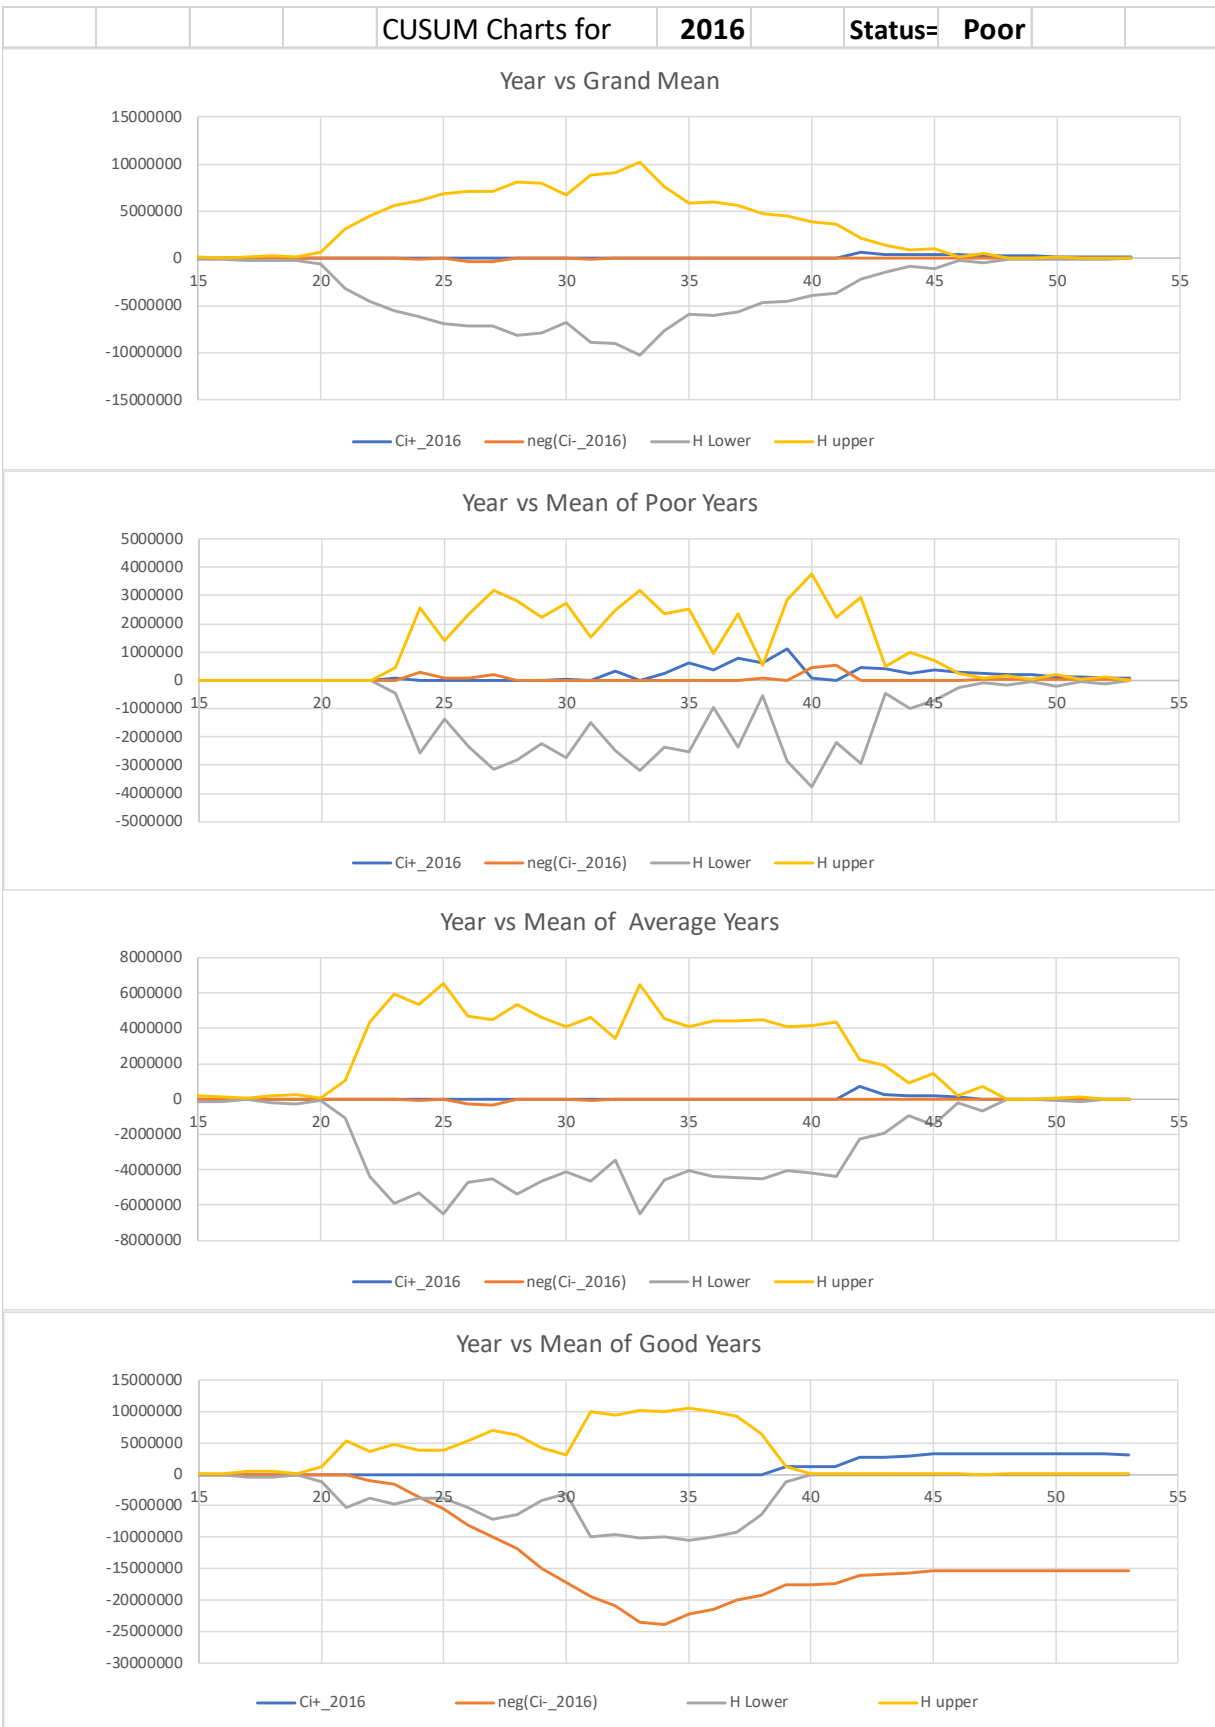 CUSUM Charts for 2016 Status= Poor
Year vs Grand Mean
15000000
10000000
5000000
0
15 20 25 30 35 40 45 50 55
-5000000
-10000000
-15000000
Ci+_2016 neg(Ci-_2016) H Lower H upper
Year vs Mean of Poor Years
5000000
4000000
3000000
2000000
1000000
0
15 20 25 30 35 40 45 50 55
-1000000
-2000000
-3000000
-4000000
-5000000
Ci+_2016 neg(Ci-_2016) H Lower H upper
Year vs Mean of  Average Years
8000000
6000000
4000000
2000000
0
15 20 25 30 35 40 45 50 55
-2000000
-4000000
-6000000
-8000000
Ci+_2016 neg(Ci-_2016) H Lower H upper
Year vs Mean of Good Years
15000000
10000000
5000000
0
15 20 25 30 35 40 45 50 55
-5000000
-10000000
-15000000
-20000000
-25000000
-30000000
Ci+_2016 neg(Ci-_2016) H Lower H upper